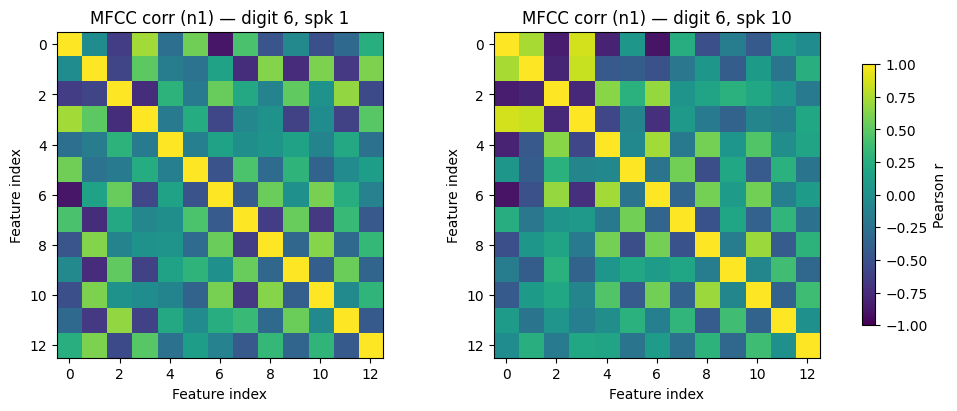 MFCC corr (n1) — digit 6, spk 1
0
2
4
6
8
10
12
Feature index
0 2 4 6 8 10 12
Feature index
MFCC corr (n1) — digit 6, spk 10
0
2
4
6
8
10
12
Feature index
0 2 4 6 8 10 12
Feature index
1.00
0.75
0.50
0.25
0.00
−0.25
−0.50
−0.75
−1.00
Pearson r